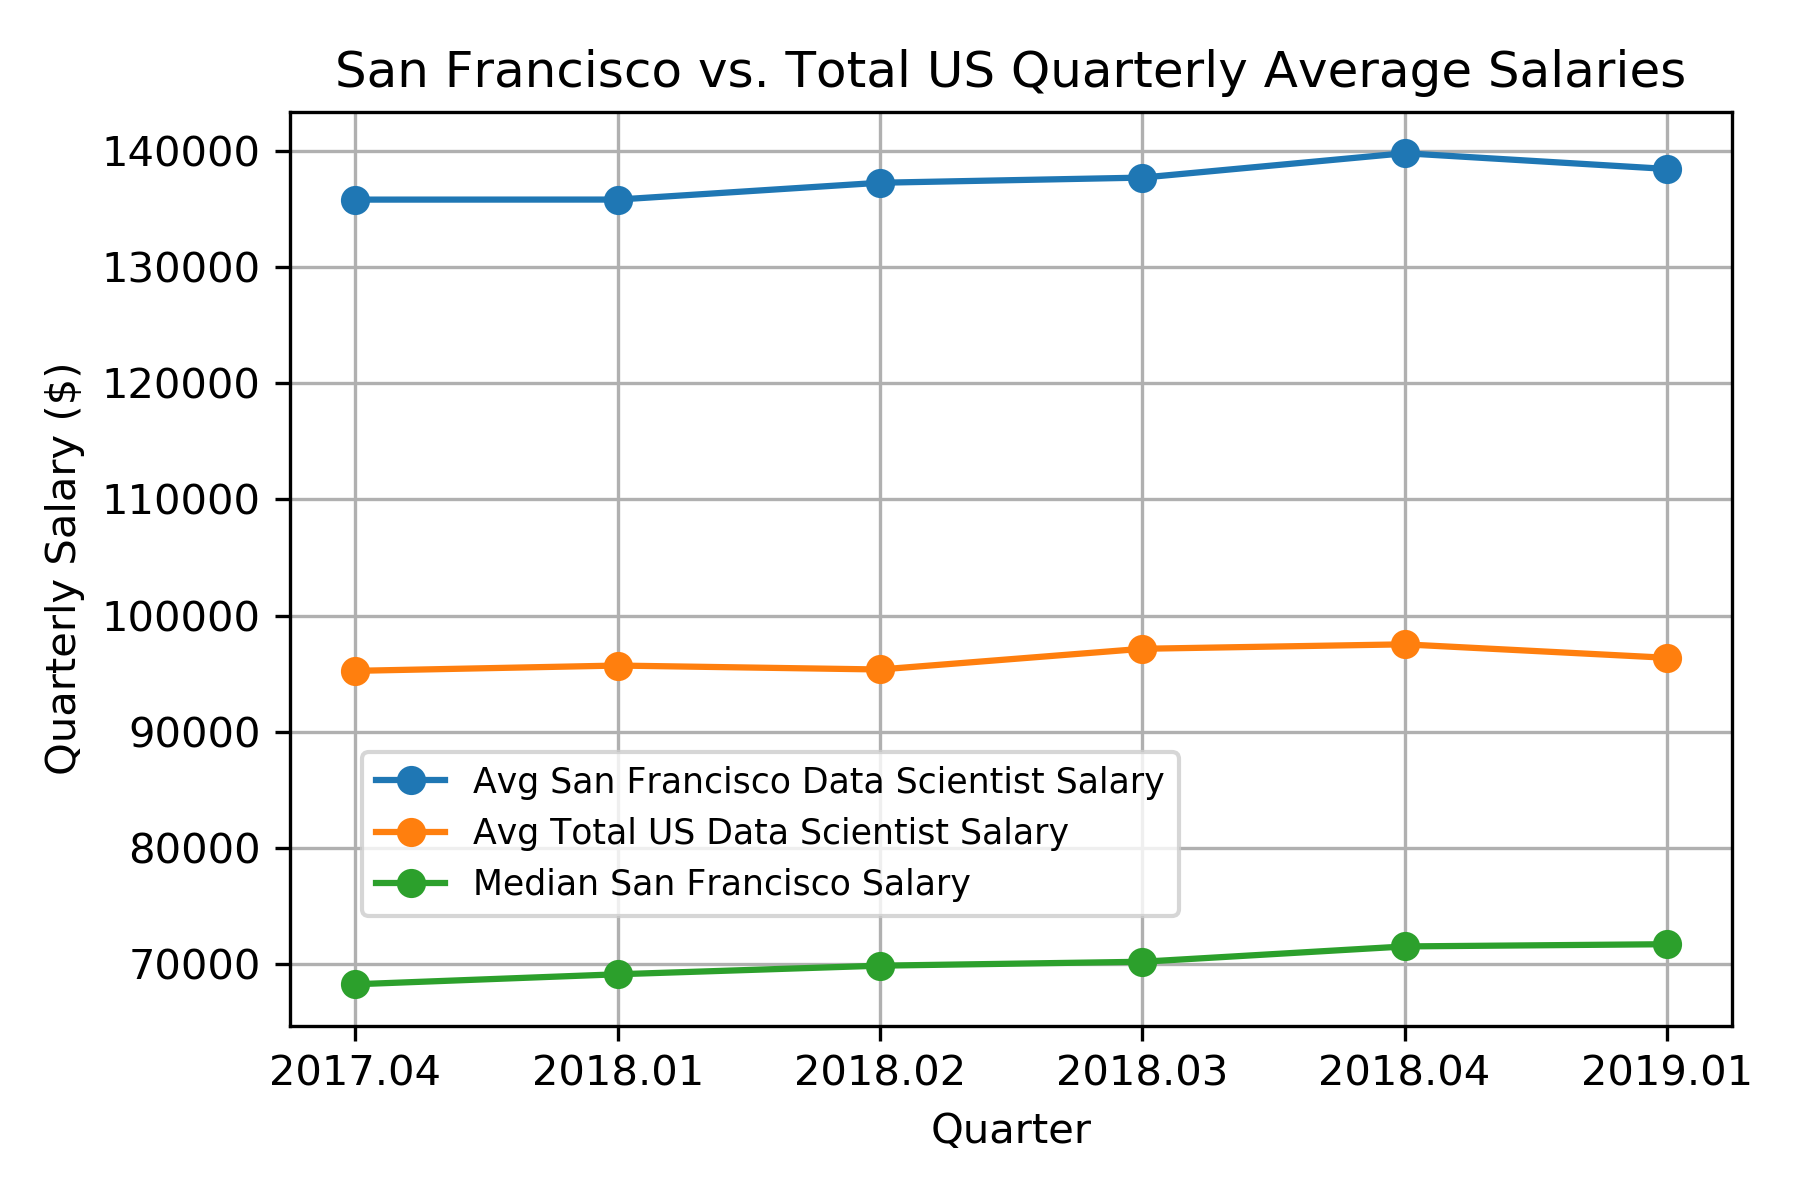 San Francisco vs. Total US Quarterly Average Salaries
Quarterly Salary ($)
140000
130000
120000
110000
100000
90000
80000
70000
Avg San Francisco Data Scientist Salary
Avg Total US Data Scientist Salary
Median San Francisco Salary
2017.04 2018.01 2018.02 2018.03 2018.04 2019.01
Quarter